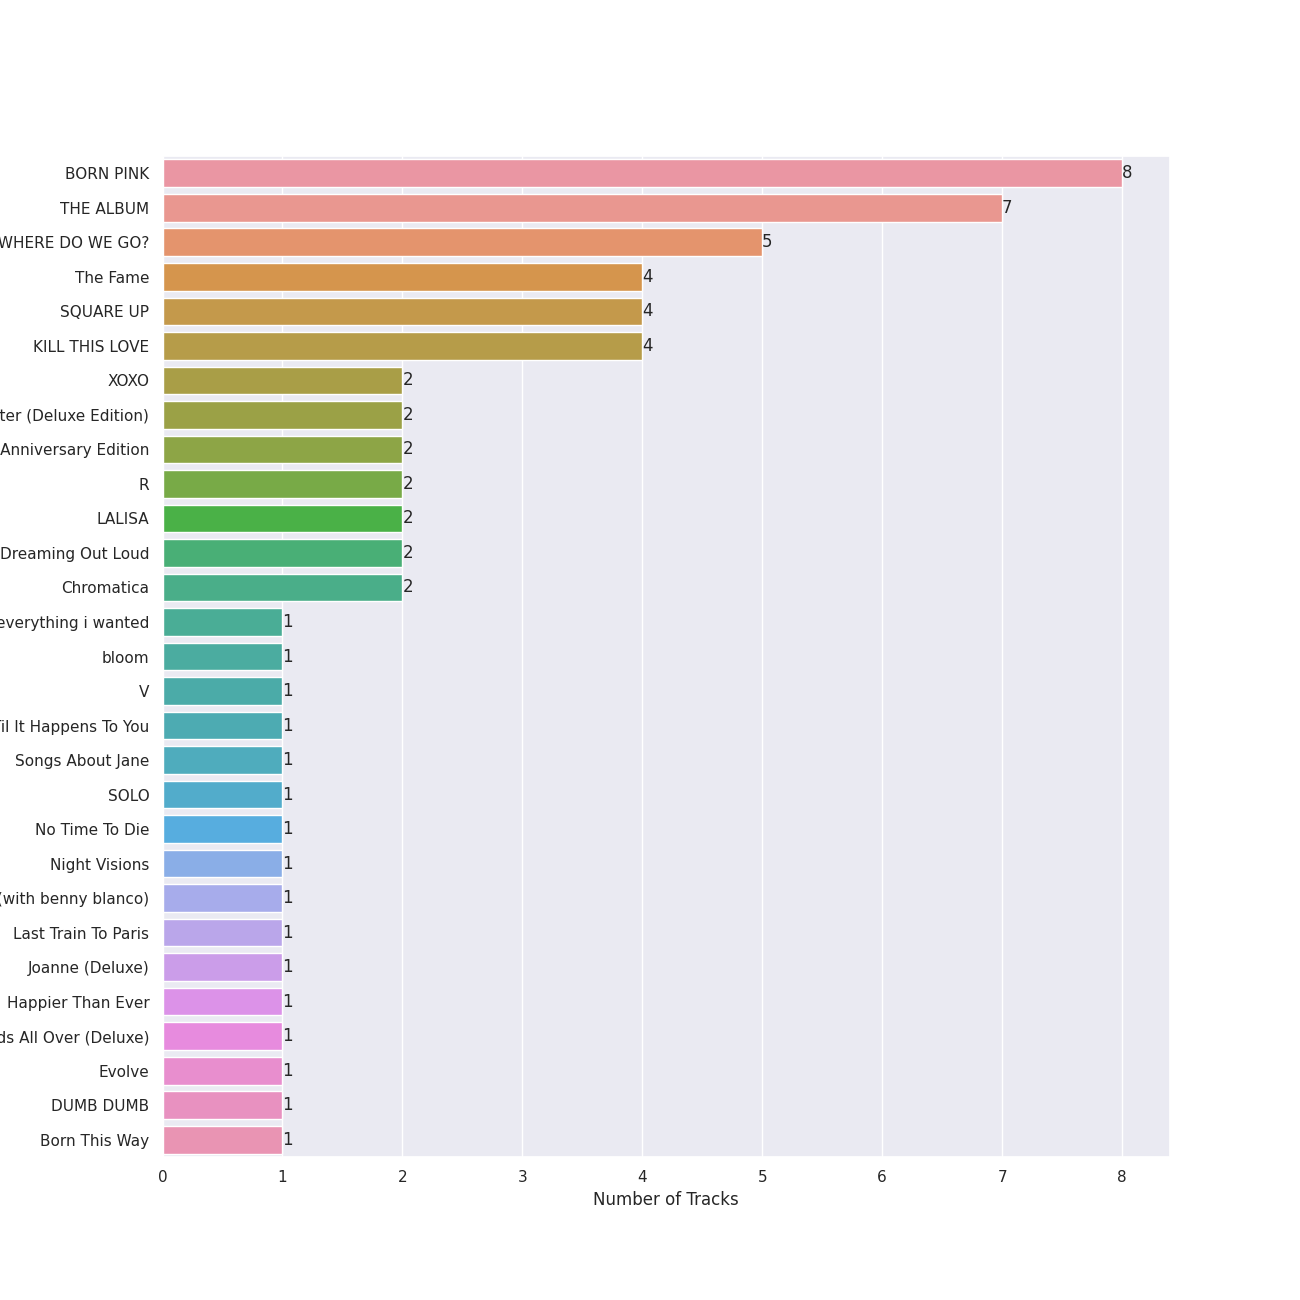 BORN PINK 8
THE ALBUM 7
WHERE DO WE GO? 5
The Fame 4
SQUARE UP 4
KILL THIS LOVE 4
XOXO 2
(Deluxe Edition) 2
Anniversary Edition 2
R 2
LALISA 2
Dreaming Out Loud 2
Chromatica 2
everything i wanted 1
bloom 1
V 1
It Happens To You 1
Songs About Jane 1
SOLO 1
No Time To Die 1
Night Visions 1
(with benny blanco) 1
Last Train To Paris 1
Joanne (Deluxe) 1
Happier Than Ever 1
All Over (Deluxe) 1
Evolve 1
DUMB DUMB 1
Born This Way 1
0 1 2 3 4 5 6 7 8
Number of Tracks